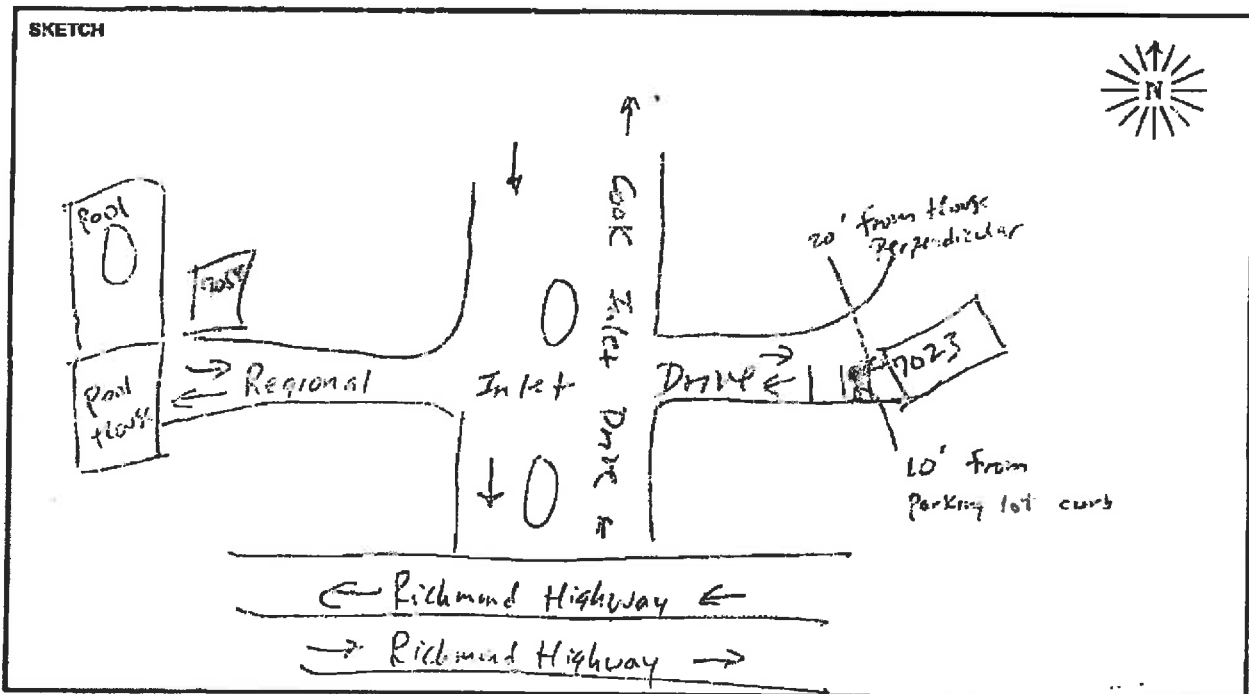 SKETCH
N
Cook Inlet Drive
20' from House
Perpendicular
Pool
Pool
House
Regional Inlet Drive
7023
10' from
Parking lot curb
Richmond Highway
Richmond Highway